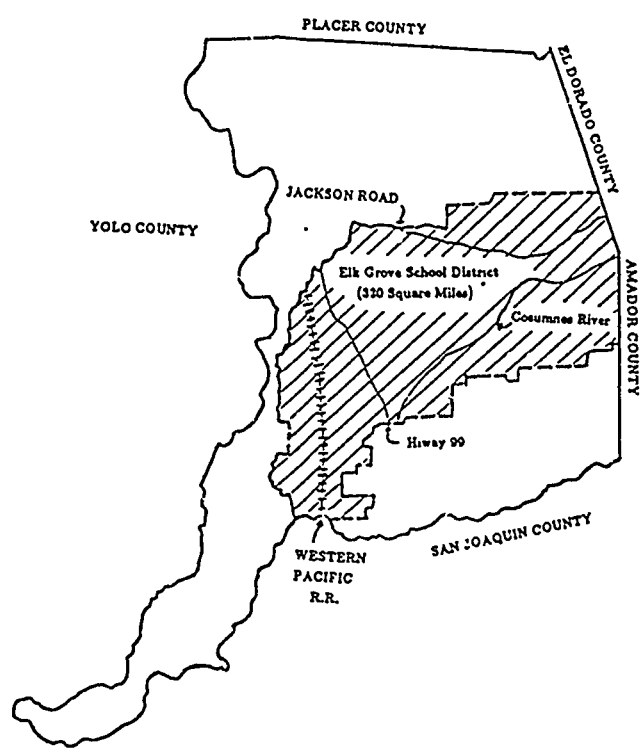 PLACER COUNTY
EL DORADO COUNTY
JACKSON ROAD
YOLO COUNTY
Elk Grove School District
(320 Square Miles)
AMADOR COUNTY
Cosumnes River
Hiway 99
SAN JOAQUIN COUNTY
WESTERN
PACIFIC
R.R.